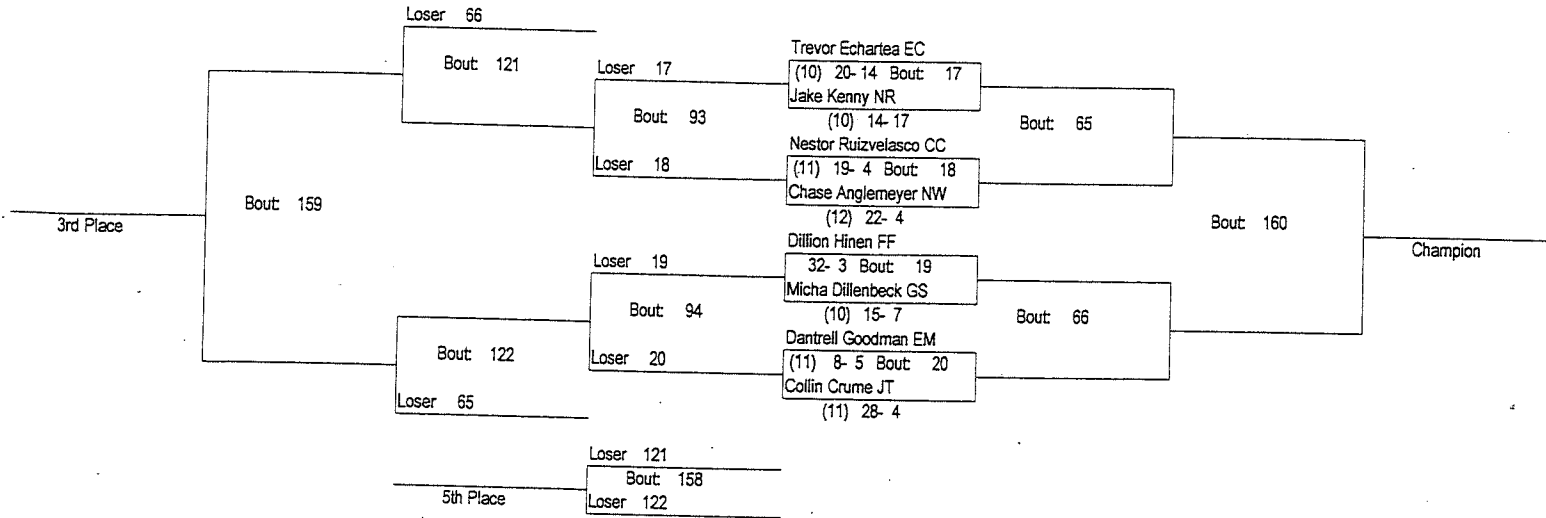 Loser 66
Bout: 121
Loser 17
Bout: 93
Loser 18
Trevor Echartea EC
(10) 20- 14 Bout: 17
Jake Kenny NR
(10) 14- 17
Bout: 65
Nestor Ruizvelasco CC
(11) 19- 4 Bout: 18
Chase Anglemeyer NW
(12) 22- 4
Bout: 159
3rd Place
Bout: 160
Champion
Loser 19
Bout: 94
Loser 20
Dillion Hinen FF
32- 3 Bout: 19
Micha Dillenbeck GS
(10) 15- 7
Bout: 66
Dantrell Goodman EM
(11) 8- 5 Bout: 20
Collin Crume JT
(11) 28- 4
Bout: 122
Loser 65
Loser 121
Bout: 158
5th Place
Loser 122